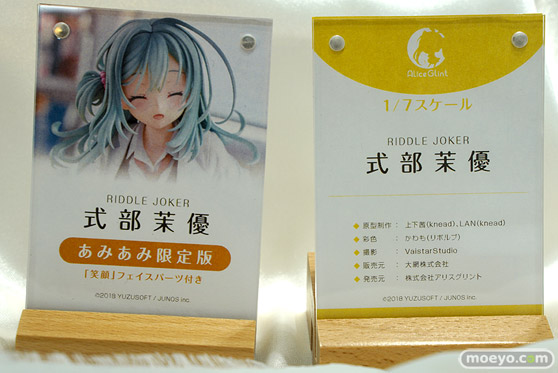 RIDDLE JOKER
式部茉優
あみあみ限定版
「笑顔」フェイスパーツ付き
©2018 YUZUSOFT / JUNOS Inc.
Alice Glint
1/7スケール
RIDDLE JOKER
式部茉優
◆原型制作 : 上下茜(knead)、LAN(knead)
◆彩色 : かわも(リボルブ)
◆撮影 : VaistarStudio
◆販売元 : 大網株式会社
◆発売元 : 株式会社アリスグリント
©2018 YUZUSOFT / JUNOS Inc.
moeyo.com